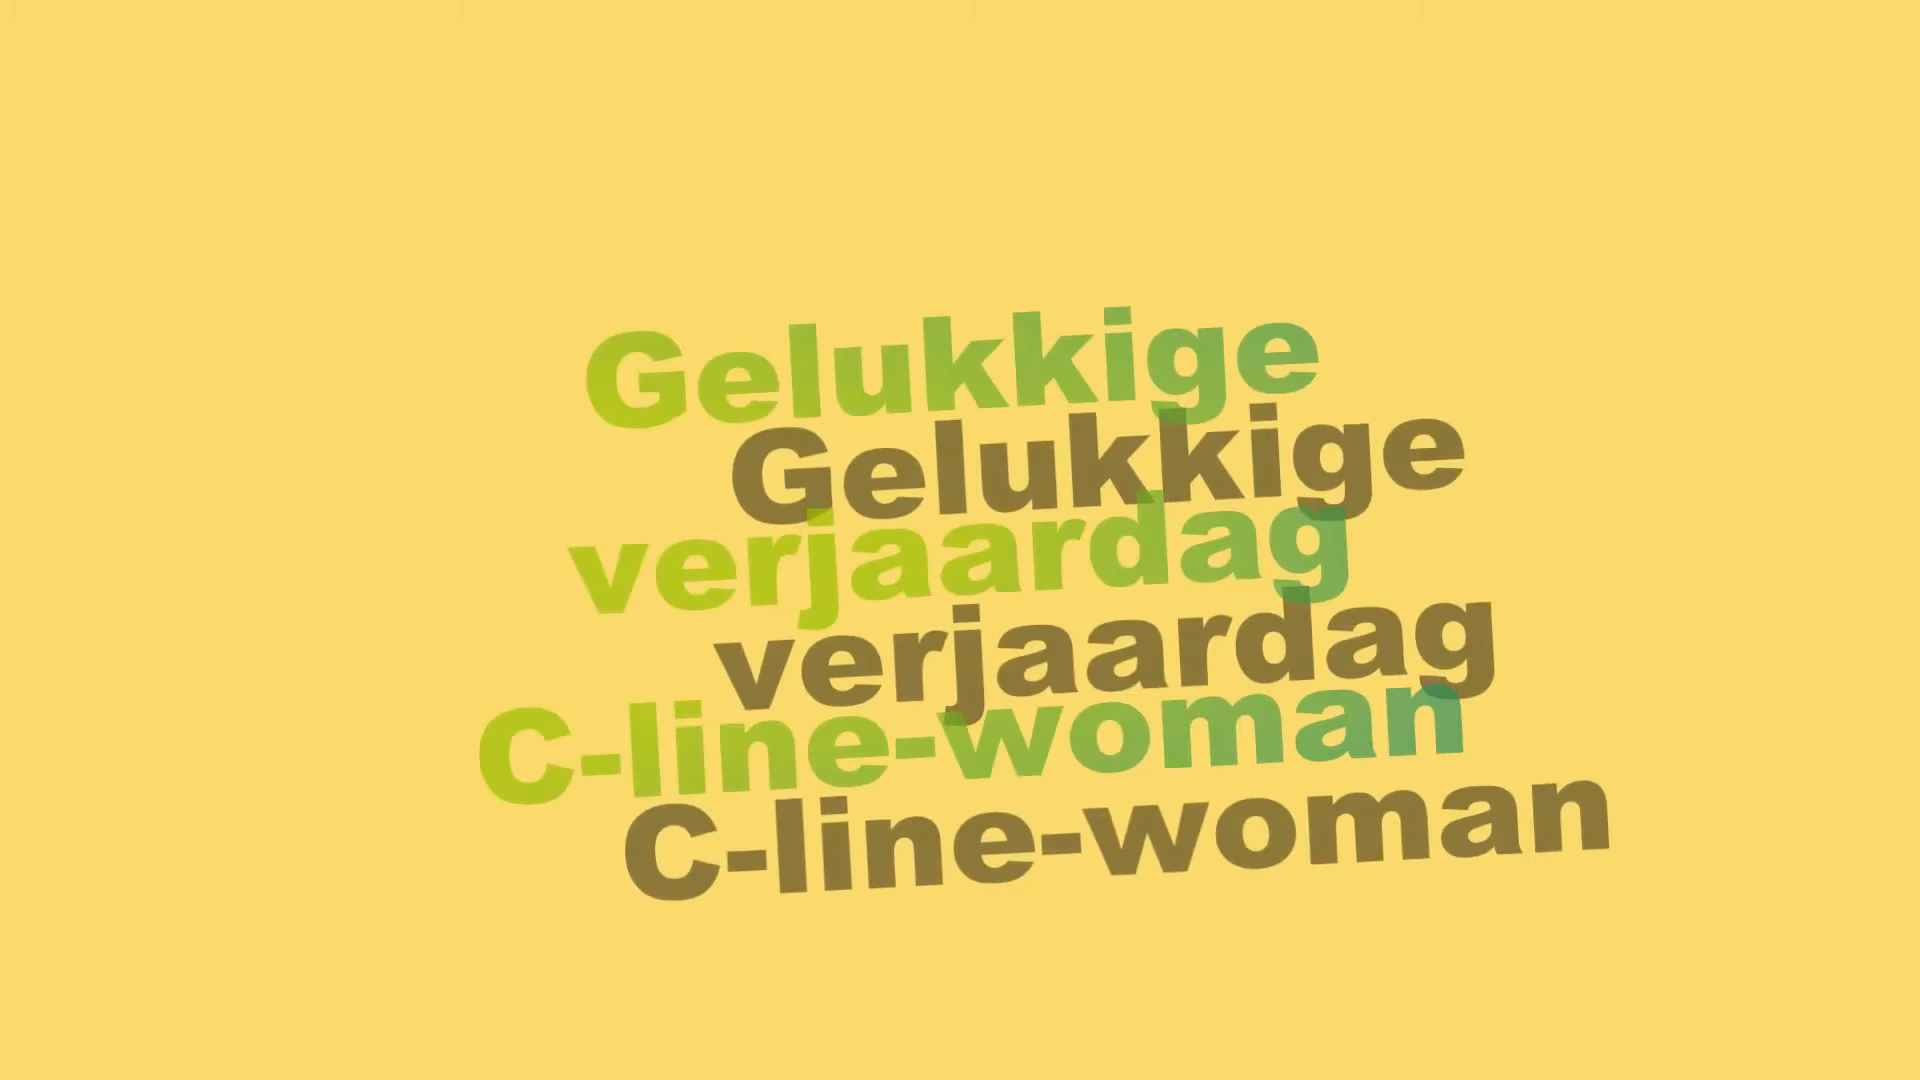 Gelukkige
Gelukkige
verjaardag
verjaardag
C-line-woman
C-line-woman